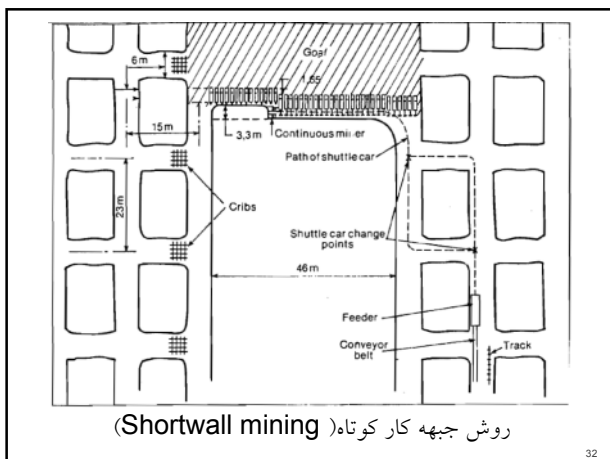 Goaf
6m
1,65
15m
3,3m
Continuous miner
Path of shuttle car
Cribs
23m
Shuttle car change
points
46m
Feeder
Conveyor
belt
Track
روش جبهه کار کوتاه( Shortwall mining)
32